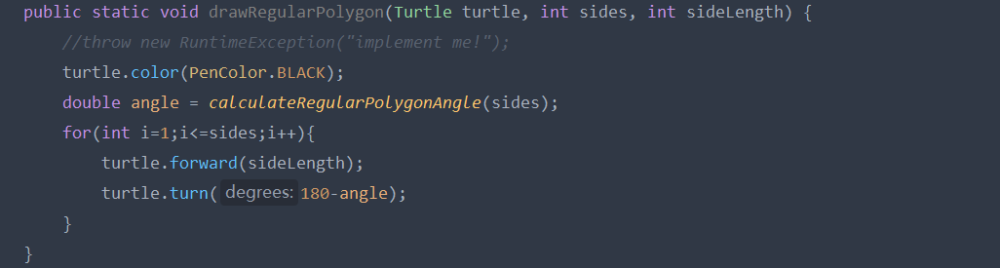 public static void drawRegularPolygon(Turtle turtle, int sides, int sideLength) {
    //throw new RuntimeException("implement me!");
    turtle.color(PenColor.BLACK);
    double angle = calculateRegularPolygonAngle(sides);
    for(int i=1;i<=sides;i++){
        turtle.forward(sideLength);
        turtle.turn( degrees: 180-angle);
    }
}